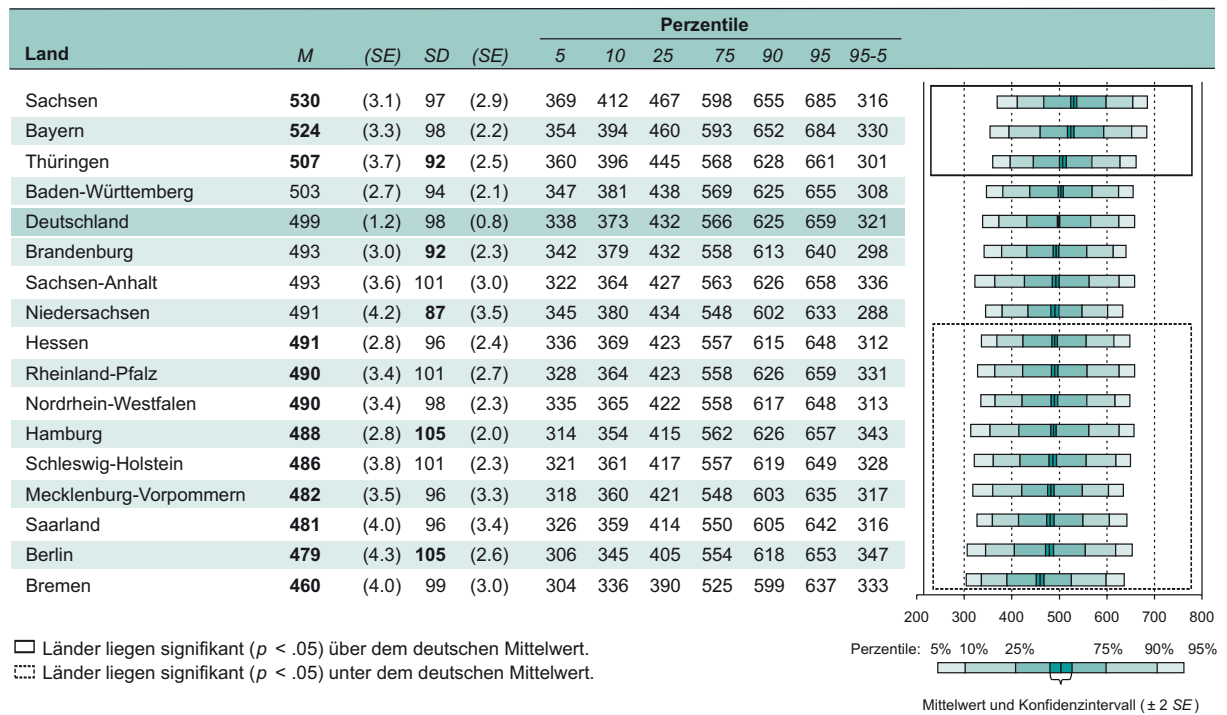 Perzentile
Land M (SE) SD (SE) 5 10 25 75 90 95 95-5
Sachsen 530 (3.1) 97 (2.9) 369 412 467 598 655 685 316
Bayern 524 (3.3) 98 (2.2) 354 394 460 593 652 684 330
Thüringen 507 (3.7) 92 (2.5) 360 396 445 568 628 661 301
Baden-Württemberg 503 (2.7) 94 (2.1) 347 381 438 569 625 655 308
Deutschland 499 (1.2) 98 (0.8) 338 373 432 566 625 659 321
Brandenburg 493 (3.0) 92 (2.3) 342 379 432 558 613 640 298
Sachsen-Anhalt 493 (3.6) 101 (3.0) 322 364 427 563 626 658 336
Niedersachsen 491 (4.2) 87 (3.5) 345 380 434 548 602 633 288
Hessen 491 (2.8) 96 (2.4) 336 369 423 557 615 648 312
Rheinland-Pfalz 490 (3.4) 101 (2.7) 328 364 423 558 626 659 331
Nordrhein-Westfalen 490 (3.4) 98 (2.3) 335 365 422 558 617 648 313
Hamburg 488 (2.8) 105 (2.0) 314 354 415 562 626 657 343
Schleswig-Holstein 486 (3.8) 101 (2.3) 321 361 417 557 619 649 328
Mecklenburg-Vorpommern 482 (3.5) 96 (3.3) 318 360 421 548 603 635 317
Saarland 481 (4.0) 96 (3.4) 326 359 414 550 605 642 316
Berlin 479 (4.3) 105 (2.6) 306 345 405 554 618 653 347
Bremen 460 (4.0) 99 (3.0) 304 336 390 525 599 637 333
200 300 400 500 600 700 800
Länder liegen signifikant (p < .05) über dem deutschen Mittelwert.
Länder liegen signifikant (p < .05) unter dem deutschen Mittelwert.
Perzentile: 5% 10% 25% 75% 90% 95%
Mittelwert und Konfidenzintervall (± 2 SE)